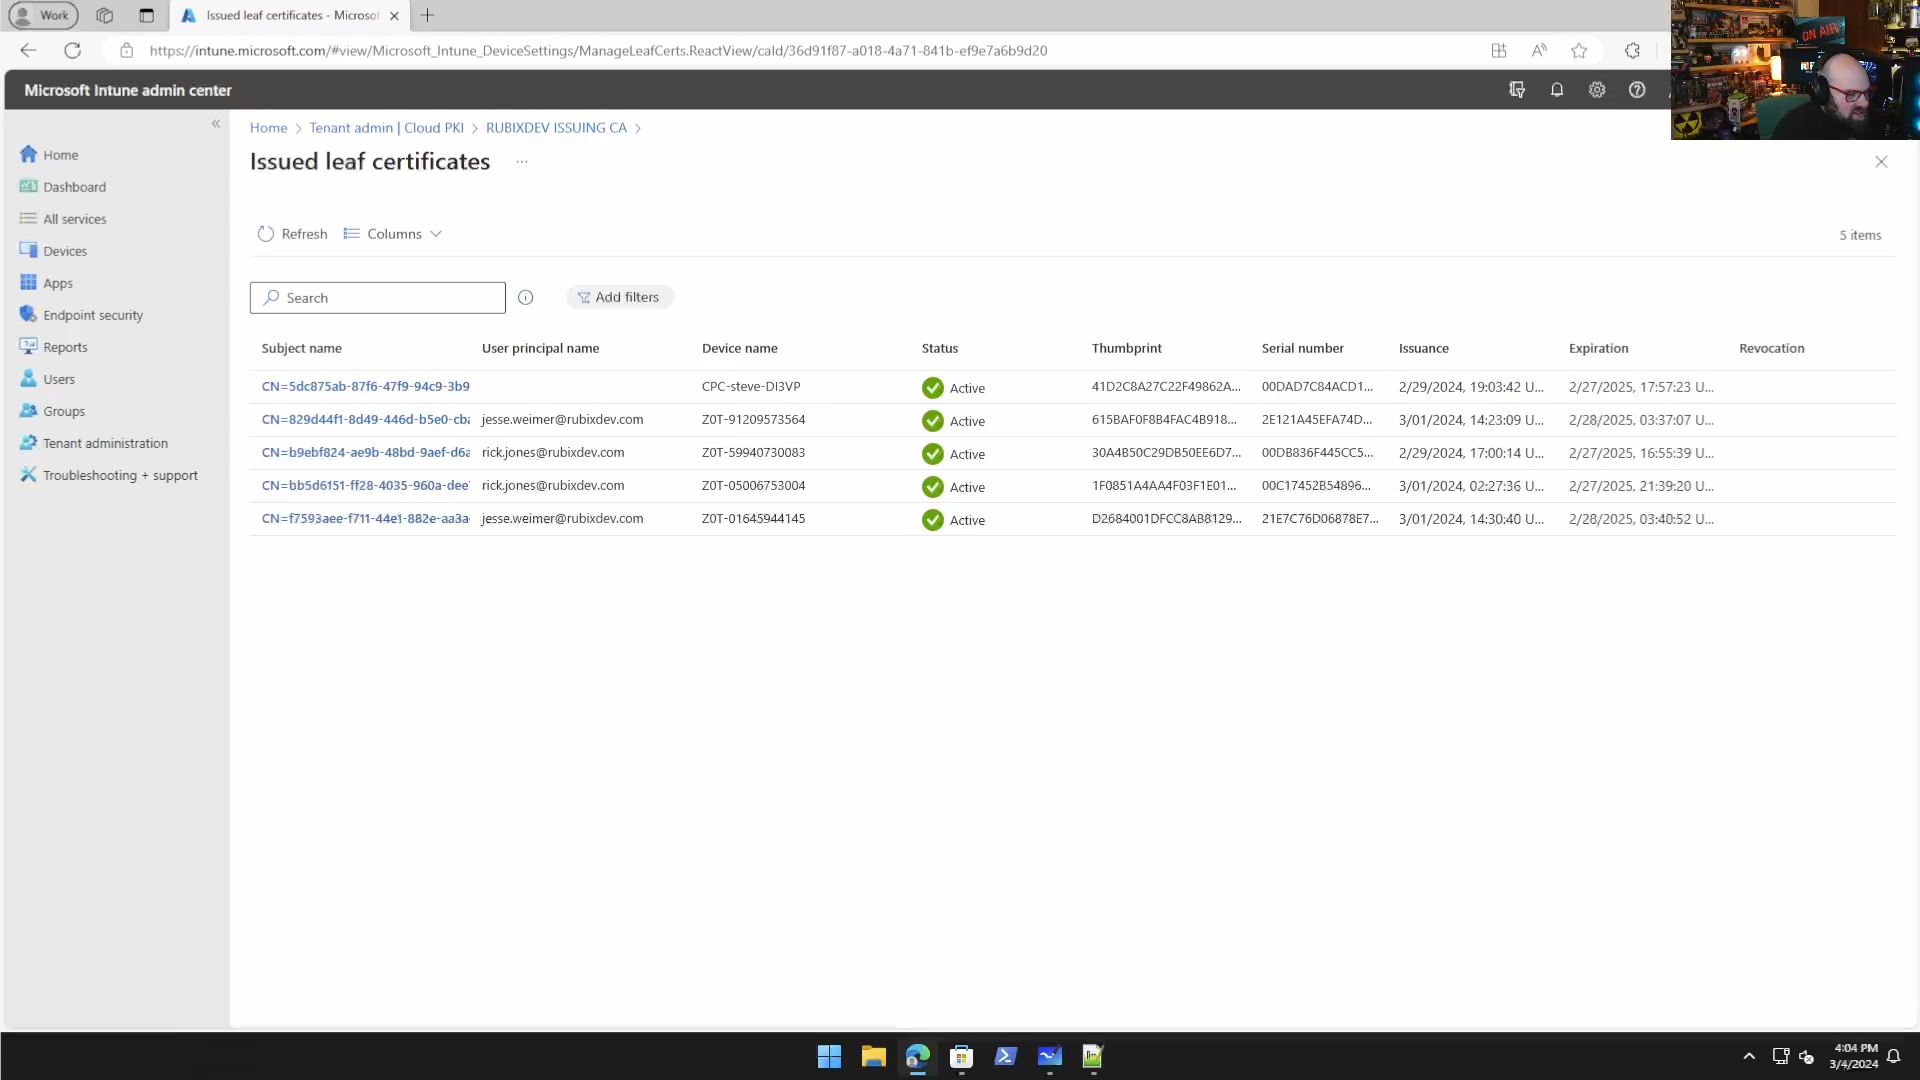 Work
Issued leaf certificates - Microsof
https://intune.microsoft.com/#view/Microsoft_Intune_DeviceSettings/ManageLeafCerts.ReactView/caId/36d91f87-a018-4a71-841b-ef9e7a6b9d20
ON AIR
Microsoft Intune admin center
Home
Dashboard
All services
Devices
Apps
Endpoint security
Reports
Users
Groups
Tenant administration
Troubleshooting + support
Home > Tenant admin | Cloud PKI > RUBIXDEV ISSUING CA >
Issued leaf certificates ...
Refresh Columns
5 items
Search
Add filters
Subject name User principal name Device name Status Thumbprint Serial number Issuance Expiration Revocation
CN=5dc875ab-87f6-47f9-94c9-3b9 CPC-steve-DI3VP Active 41D2C8A27C22F49862A... 00DAD7C84ACD1... 2/29/2024, 19:03:42 U... 2/27/2025, 17:57:23 U...
CN=829d44f1-8d49-446d-b5e0-cba jesse.weimer@rubixdev.com Z0T-91209573564 Active 615BAF0F8B4FAC4B918... 2E121A45EFA74D... 3/01/2024, 14:23:09 U... 2/28/2025, 03:37:07 U...
CN=b9ebf824-ae9b-48bd-9aef-d6a rick.jones@rubixdev.com Z0T-59940730083 Active 30A4B50C29DB50EE6D7... 00DB836F445CC5... 2/29/2024, 17:00:14 U... 2/27/2025, 16:55:39 U...
CN=bb5d6151-ff28-4035-960a-dee rick.jones@rubixdev.com Z0T-05006753004 Active 1F0851A4AA4F03F1E01... 00C17452B54896... 3/01/2024, 02:27:36 U... 2/27/2025, 21:39:20 U...
CN=f7593aee-f711-44e1-882e-aa3a jesse.weimer@rubixdev.com Z0T-01645944145 Active D2684001DFCC8AB8129... 21E7C76D06878E7... 3/01/2024, 14:30:40 U... 2/28/2025, 03:40:52 U...
4:04 PM
3/4/2024